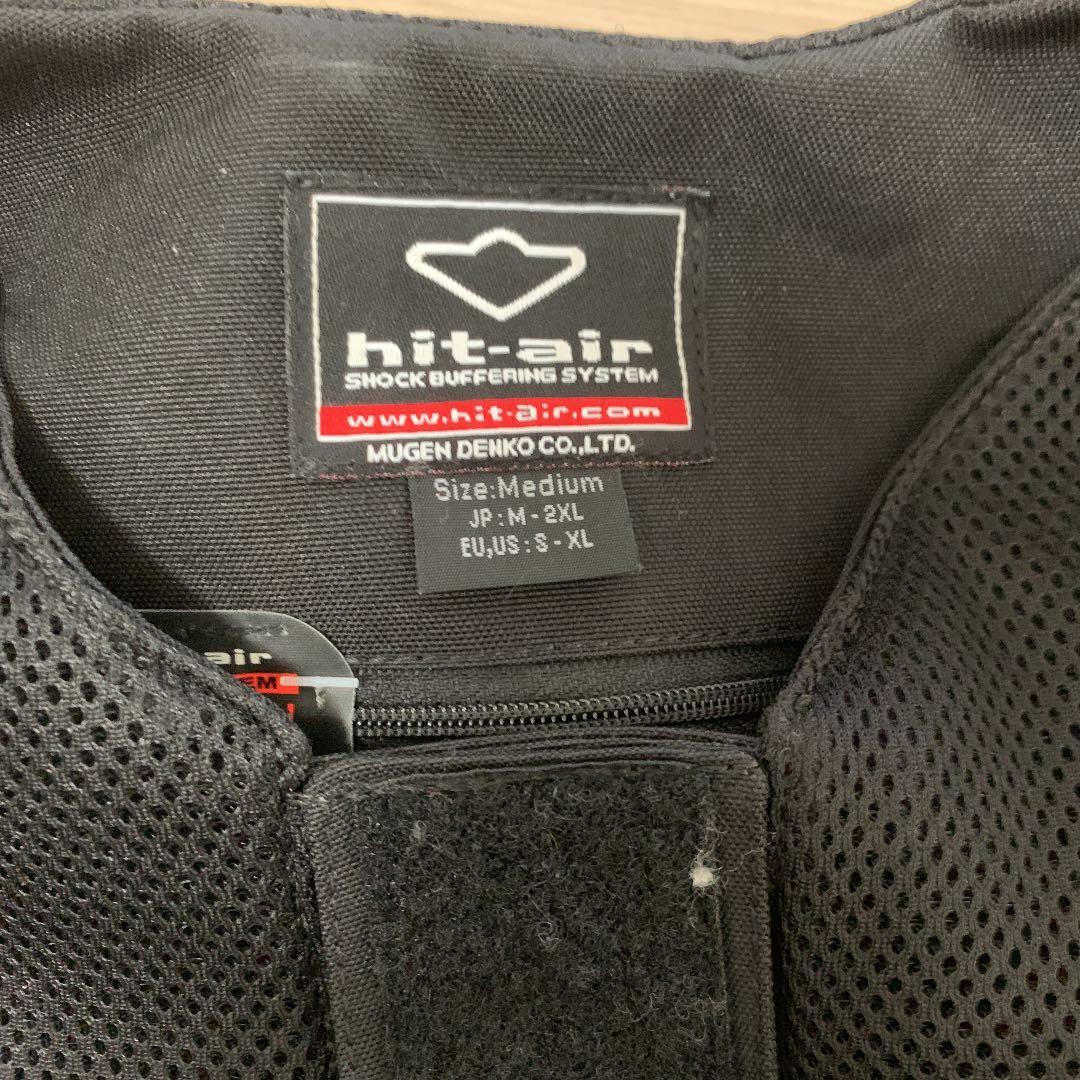 hit-air
SHOCK BUFFERING SYSTEM
www.hit-air.com
MUGEN DENKO CO.,LTD.
Size:Medium
JP : M - 2XL
EU,US : S - XL
air
EM